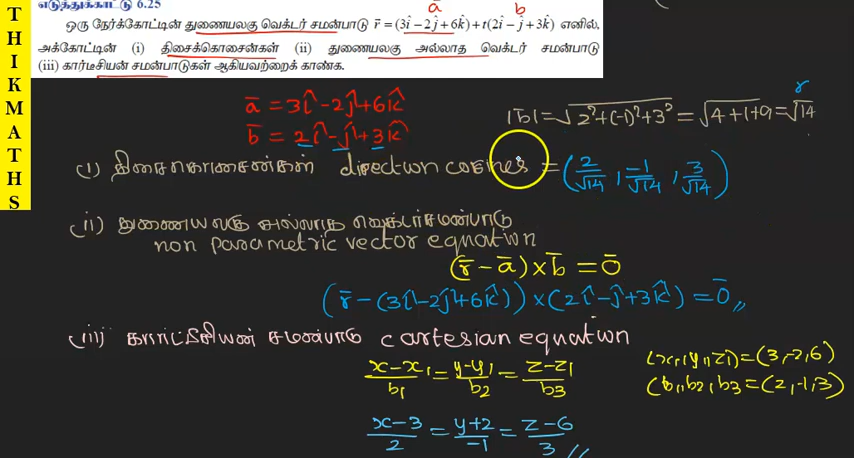 THIKMATHS
எடுத்துக்காட்டு 6.25
ஒரு நேர்க்கோட்டின் துணையலகு வெக்டர் சமன்பாடு r̄ = (3î − 2ĵ + 6k̂) + t(2î − ĵ + 3k̂) எனில்,
அக்கோட்டின் (i) திசைக்கொசைன்கள் (ii) துணையலகு அல்லாத வெக்டர் சமன்பாடு
(iii) கார்டீசியன் சமன்பாடுகள் ஆகியவற்றைக் காண்க.
ā b
ā = 3î − 2ĵ + 6k̂
b̄ = 2î − ĵ + 3k̂
|b̄| = √2² + (−1)² + 3² = √4 + 1 + 9 = √14
r
(i) திசைகொசைன்கள் direction cosines = (2/√14, −1/√14, 3/√14)
(ii) துணையலகு அல்லாத வெக்டர் சமன்பாடு
non parametric vector equation
(r̄ − ā) × b̄ = 0̄
(r̄ − (3î − 2ĵ + 6k̂)) × (2î − ĵ + 3k̂) = 0̄
(iii) கார்ட்டீசியன் சமன்பாடு cartesian equation
x − x₁/b₁ = y − y₁/b₂ = z − z₁/b₃
(x₁, y₁, z₁) = (3, −2, 6)
(b₁, b₂, b₃ = (2, −1, 3)
x − 3/2 = y + 2/−1 = z − 6/3